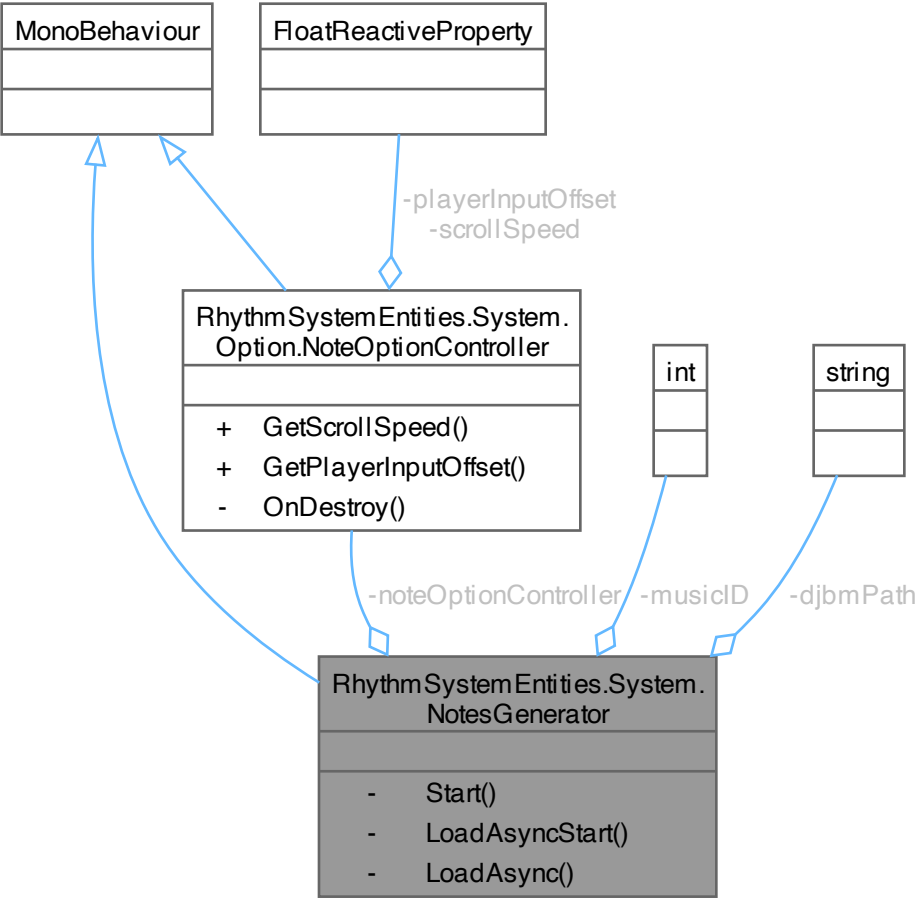 MonoBehaviour
FloatReactiveProperty
-playerInputOffset
-scrollSpeed
RhythmSystemEntities.System.
Option.NoteOptionController
+ GetScrollSpeed()
+ GetPlayerInputOffset()
- OnDestroy()
int
string
-noteOptionController
-musicID
-djbmPath
RhythmSystemEntities.System.
NotesGenerator
- Start()
- LoadAsyncStart()
- LoadAsync()